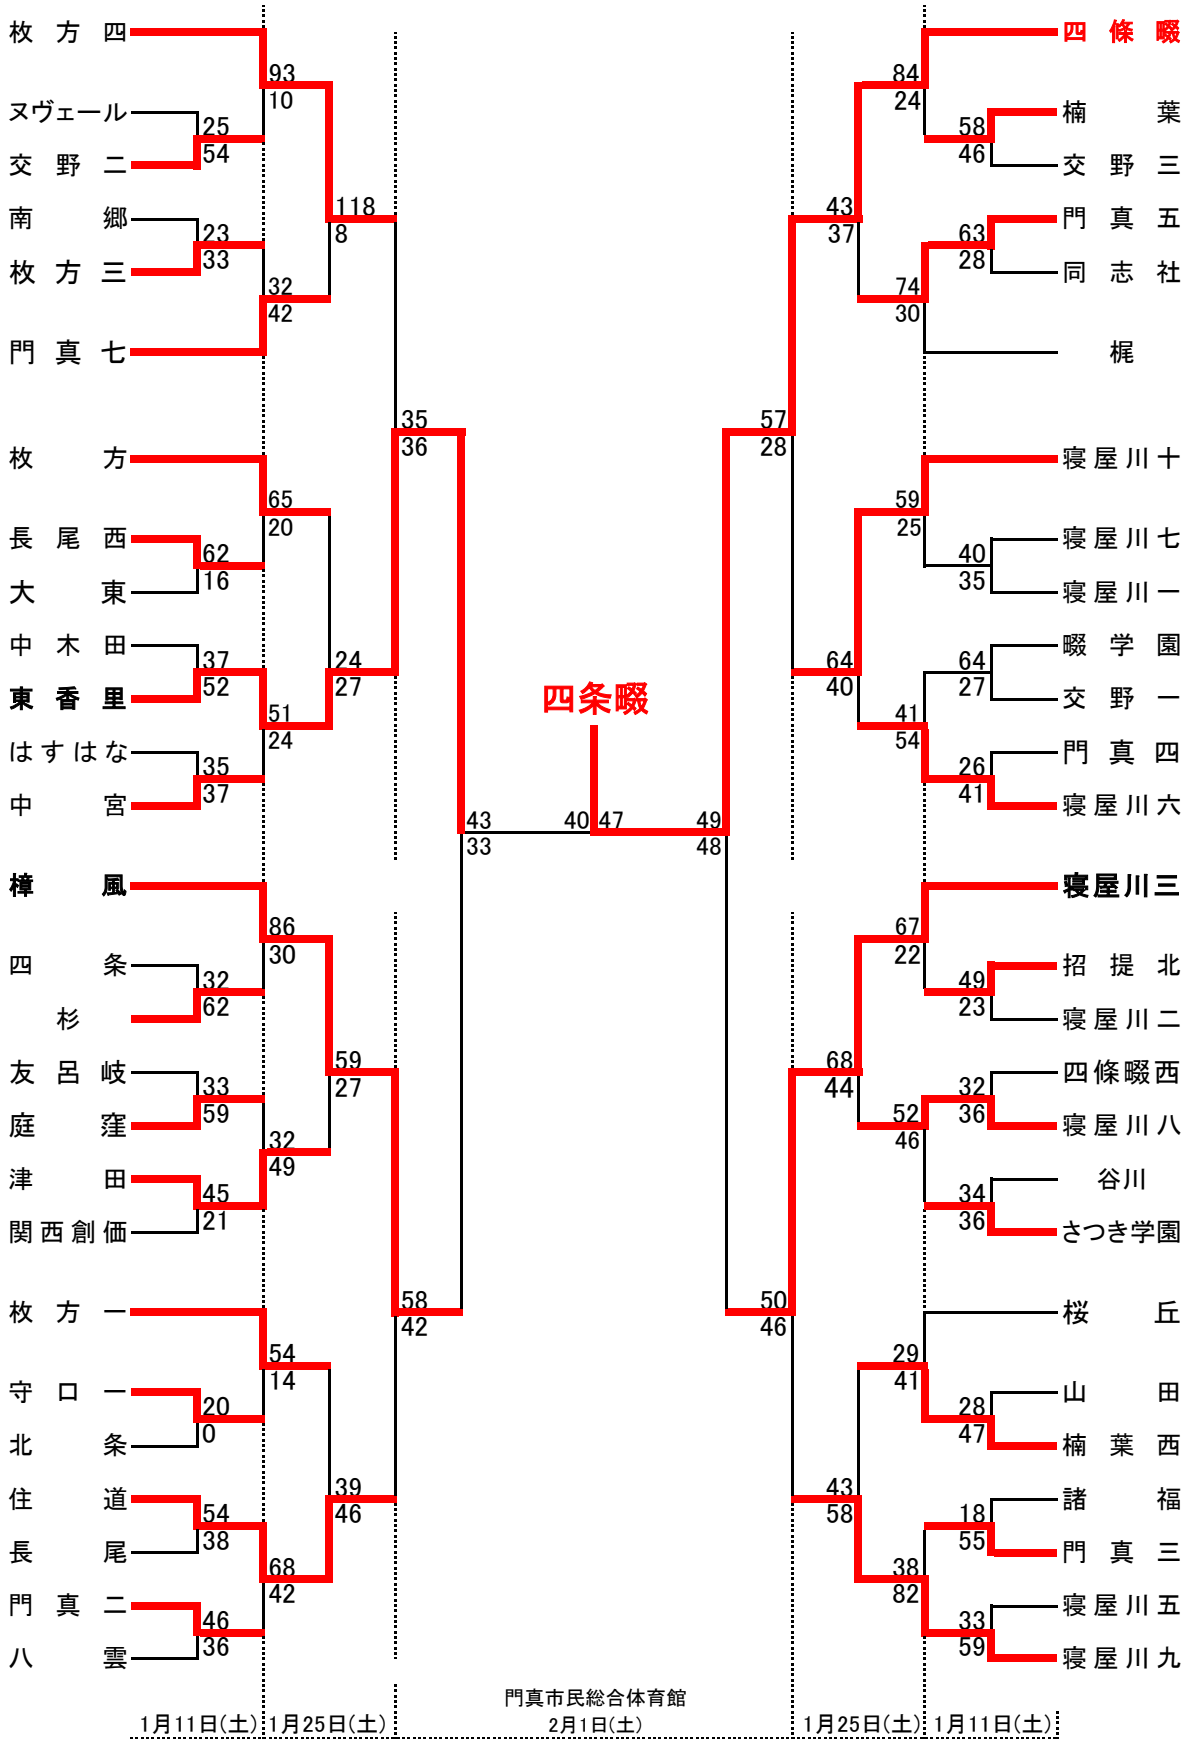 枚方四
ヌヴェール
交野二
南郷
枚方三
門真七
枚方
長尾西
大東
中木田
東香里
はすはな
中宮
樟風
四条
杉
友呂岐
庭窪
津田
関西創価
枚方一
守口一
北条
住道
長尾
門真二
八雲
93
10
25
54
23
33
32
42
118
8
65
20
62
16
37
52
51
24
35
37
24
27
35
36
86
30
32
62
33
59
32
49
45
21
59
27
54
14
20
0
54
38
68
42
46
36
39
46
58
42
43
33
四条畷
40 47
49
48
57
28
50
46
84
24
58
46
43
37
63
28
74
30
59
25
40
35
64
40
64
27
41
54
26
41
67
22
49
23
68
44
32
36
52
46
34
36
29
41
28
47
43
58
18
55
38
82
33
59
四條畷
楠葉
交野三
門真五
同志社
梶
寝屋川十
寝屋川七
寝屋川一
畷学園
交野一
門真四
寝屋川六
寝屋川三
招提北
寝屋川二
四條畷西
寝屋川八
谷川
さつき学園
桜丘
山田
楠葉西
諸福
門真三
寝屋川五
寝屋川九
門真市民総合体育館
1月11日(土) 1月25日(土) 2月1日(土) 1月25日(土) 1月11日(土)